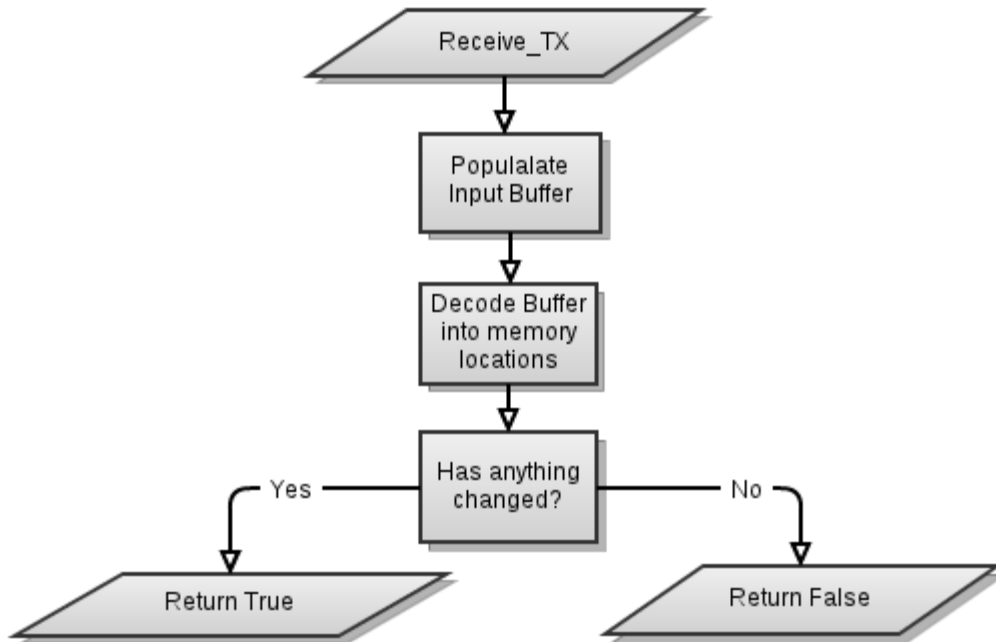 Receive_TX
Populalate
Input Buffer
Decode Buffer
into memory
locations
Has anything
changed?
Yes
No
Return True
Return False